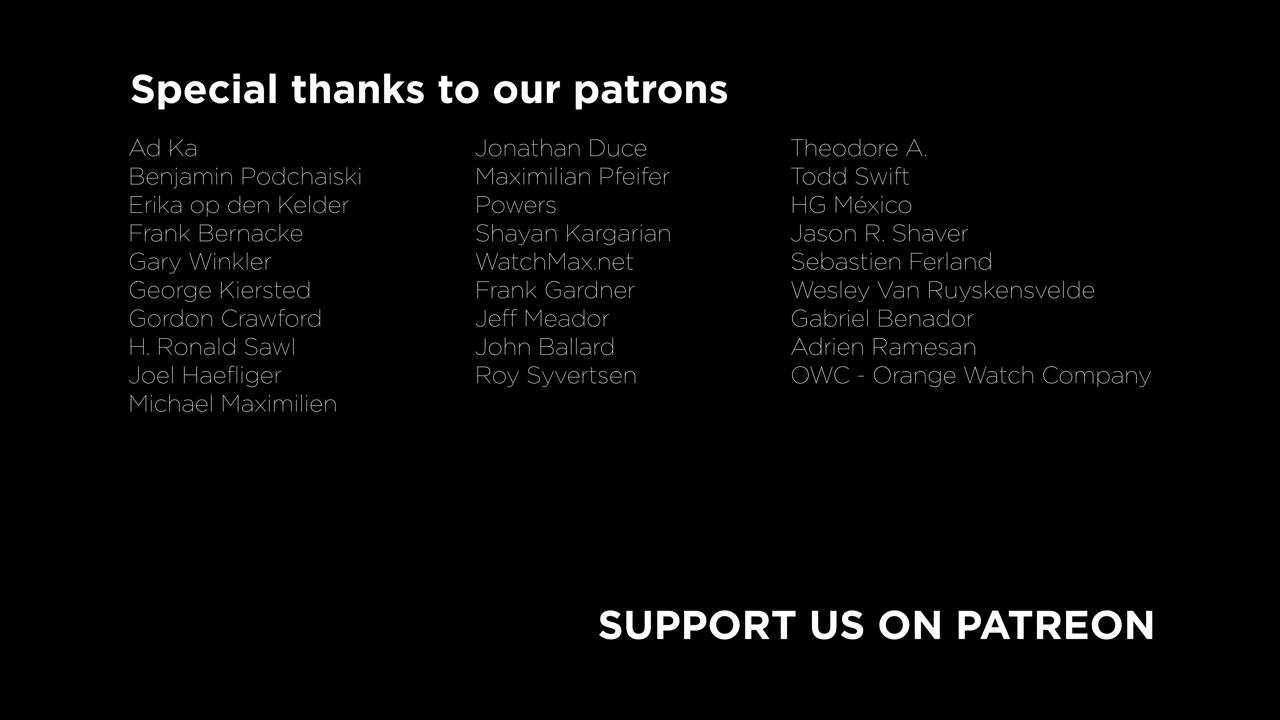 Special thanks to our patrons
Ad Ka
Benjamin Podchaiski
Erika op den Kelder
Frank Bernacke
Gary Winkler
George Kiersted
Gordon Crawford
H. Ronald Sawl
Joel Haefliger
Michael Maximilien
Jonathan Duce
Maximilian Pfeifer
Powers
Shayan Kargarian
WatchMax.net
Frank Gardner
Jeff Meador
John Ballard
Roy Syvertsen
Theodore A.
Todd Swift
HG México
Jason R. Shaver
Sebastien Ferland
Wesley Van Ruyskensvelde
Gabriel Benador
Adrien Ramesan
OWC - Orange Watch Company
SUPPORT US ON PATREON